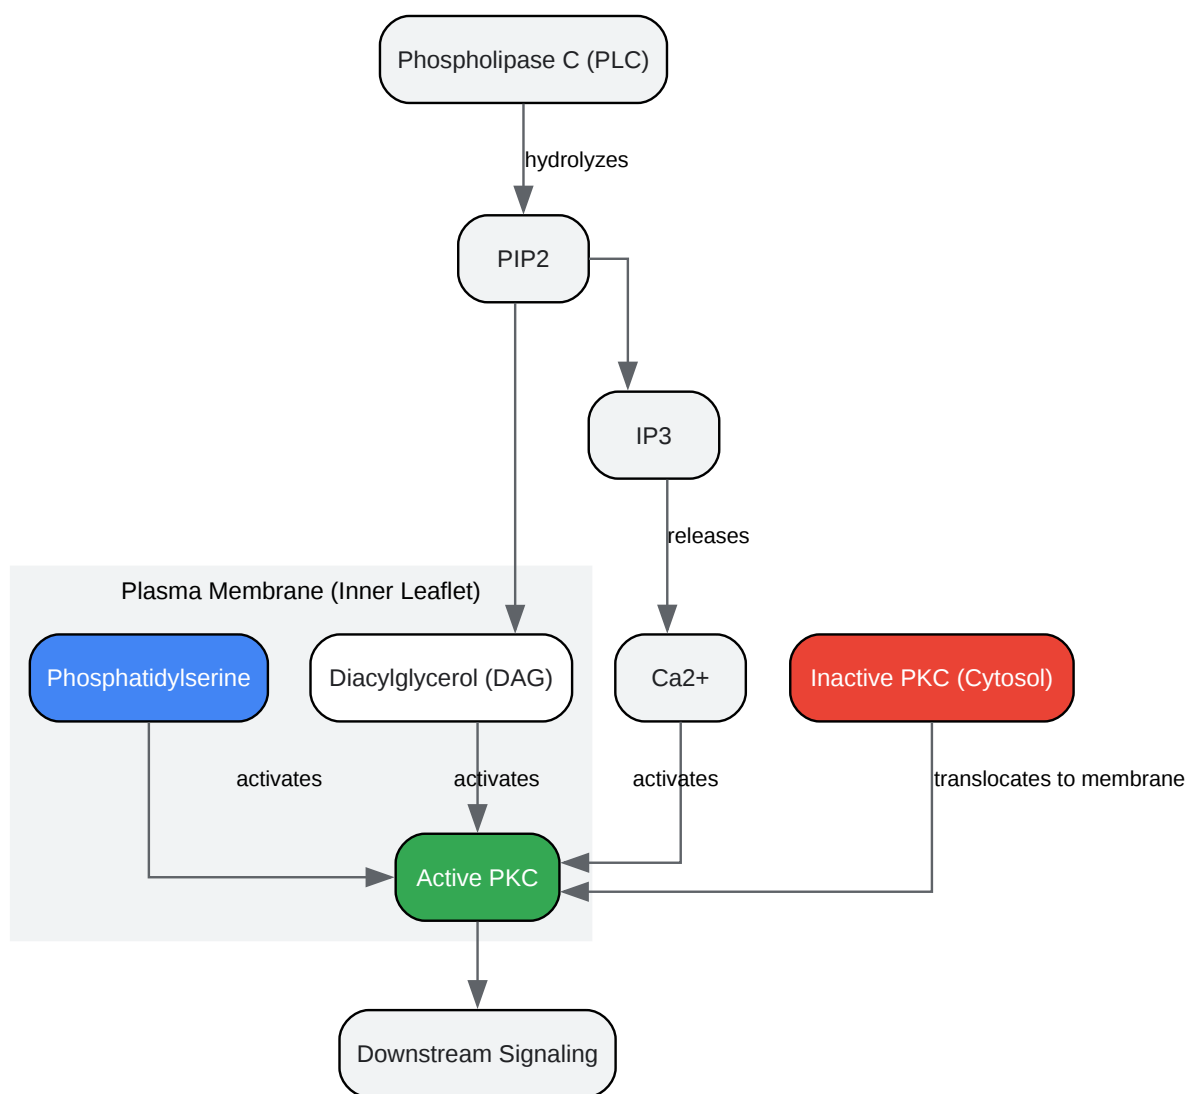 Phospholipase C (PLC)
hydrolyzes
PIP2
IP3
releases
Plasma Membrane (Inner Leaflet)
Phosphatidylserine
Diacylglycerol (DAG)
Ca2+
Inactive PKC (Cytosol)
activates
activates
activates
translocates to membrane
Active PKC
Downstream Signaling